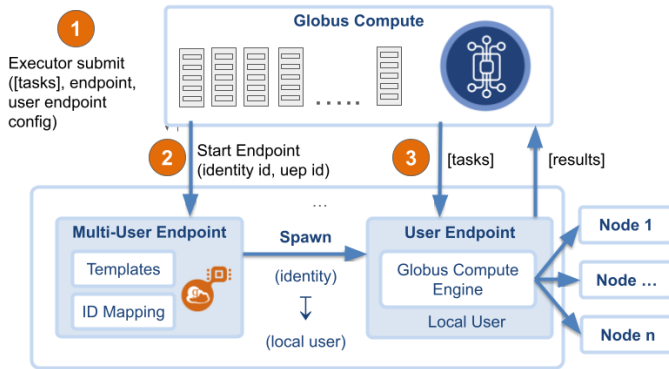 1
Globus Compute
Executor submit
([tasks], endpoint,
user endpoint
config)
.....
2
Start Endpoint
(identity id, uep id)
3
[tasks]
[results]
...
Multi-User Endpoint
Templates
ID Mapping
Spawn
(identity)
(local user)
User Endpoint
Globus Compute
Engine
Local User
Node 1
Node ...
Node n